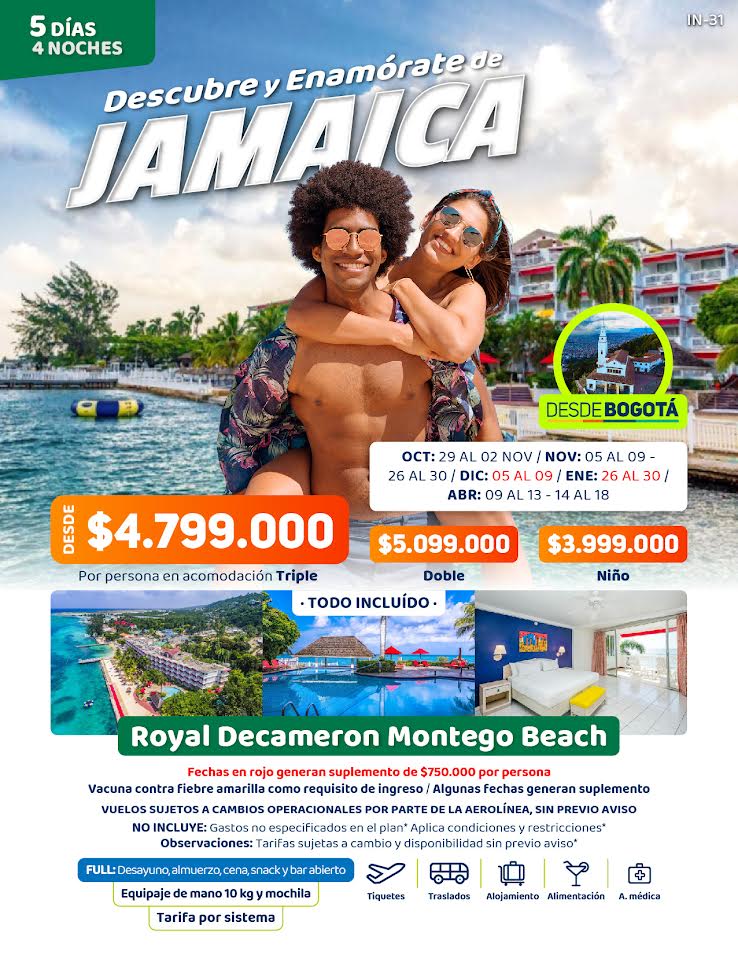 5 DÍAS
4 NOCHES
IN-31
Descubre y Enamórate de
JAMAICA
DESDE BOGOTÁ
OCT: 29 AL 02 NOV / NOV: 05 AL 09 -
26 AL 30 / DIC: 05 AL 09 / ENE: 26 AL 30 /
ABR: 09 AL 13 - 14 AL 18
DESDE $4.799.000
Por persona en acomodación Triple
$5.099.000
Doble
$3.999.000
Niño
· TODO INCLUÍDO ·
Royal Decameron Montego Beach
Fechas en rojo generan suplemento de $750.000 por persona
Vacuna contra fiebre amarilla como requisito de ingreso / Algunas fechas generan suplemento
VUELOS SUJETOS A CAMBIOS OPERACIONALES POR PARTE DE LA AEROLÍNEA, SIN PREVIO AVISO
NO INCLUYE: Gastos no especificados en el plan* Aplica condiciones y restricciones*
Observaciones: Tarifas sujetas a cambio y disponibilidad sin previo aviso*
FULL: Desayuno, almuerzo, cena, snack y bar abierto
Equipaje de mano 10 kg y mochila
Tarifa por sistema
Tiquetes
Traslados
Alojamiento
Alimentación
A. médica